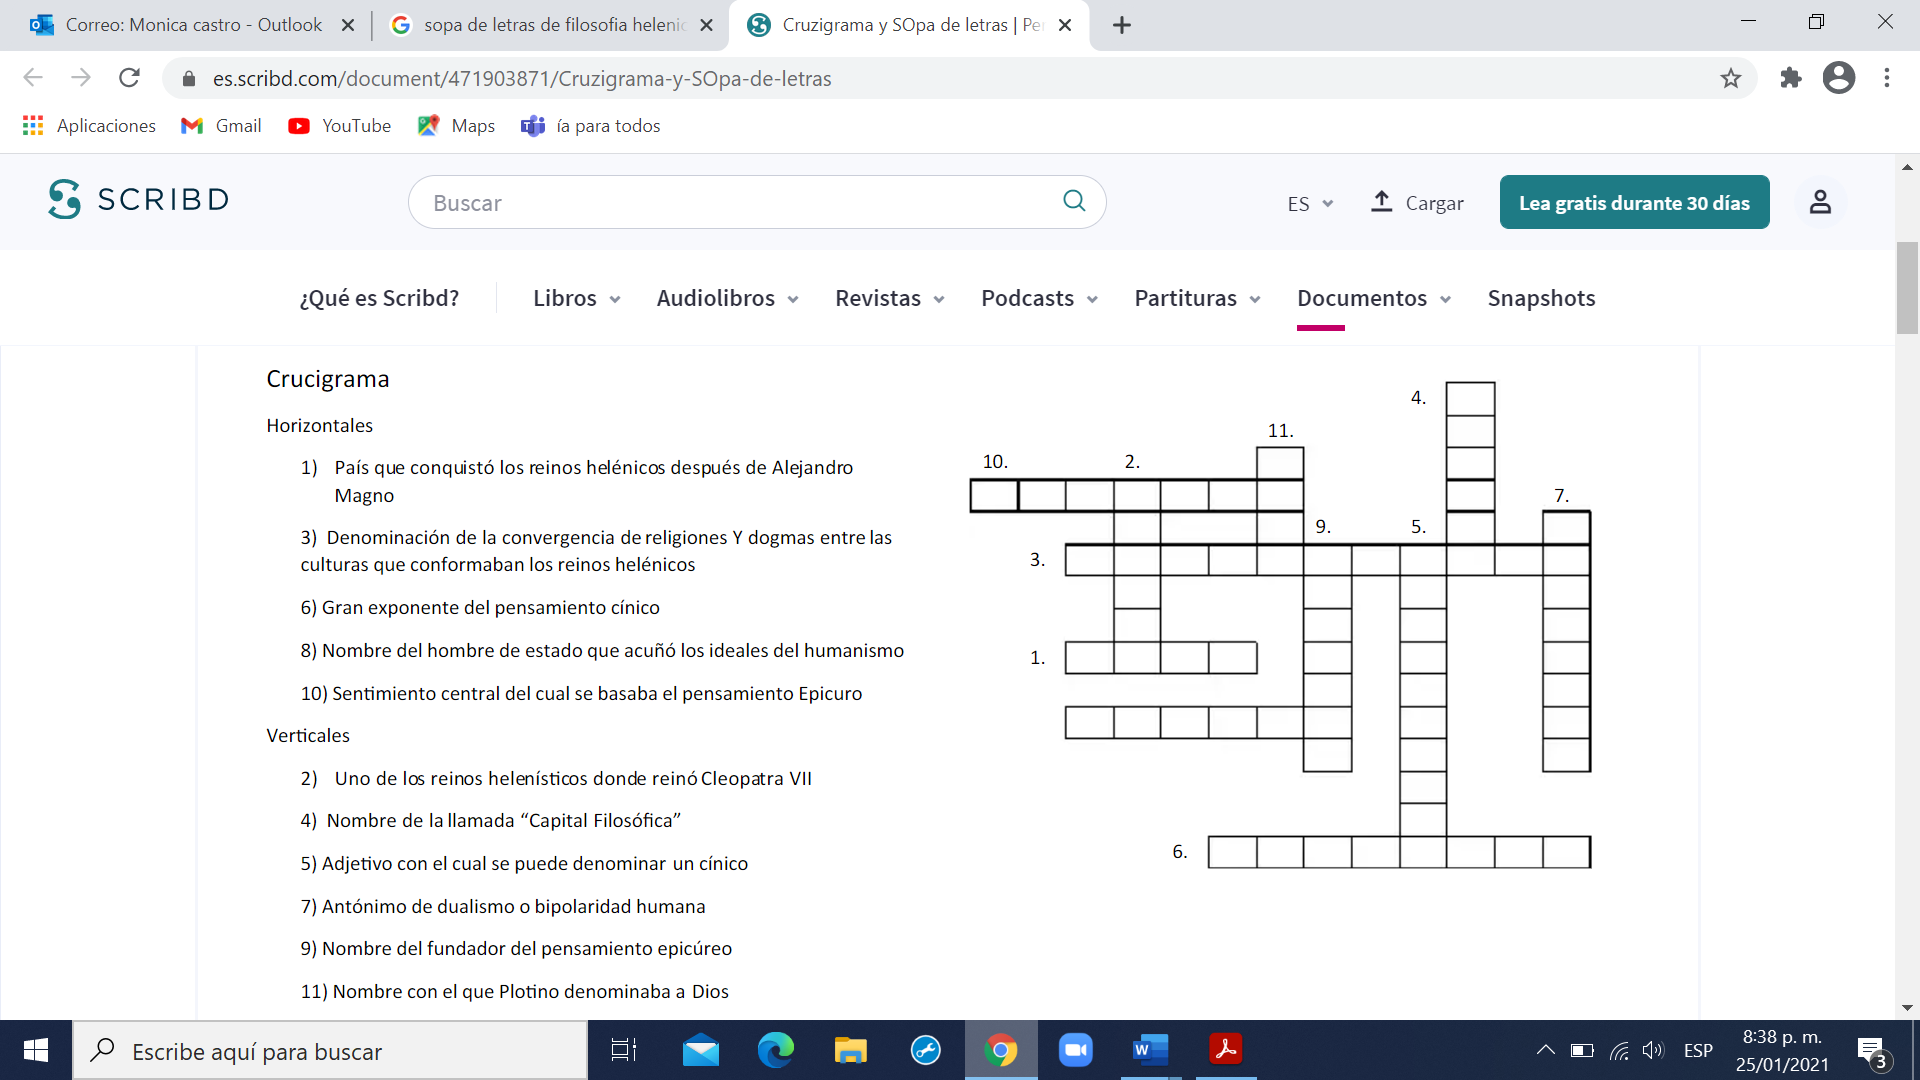 Correo: Monica castro - Outlook
sopa de letras de filosofia helenic
Cruzigrama y SOpa de letras | Pe
es.scribd.com/document/471903871/Cruzigrama-y-SOpa-de-letras
Aplicaciones
Gmail
YouTube
Maps
ía para todos
SCRIBD
Buscar
ES
Cargar
Lea gratis durante 30 días
¿Qué es Scribd?
Libros
Audiolibros
Revistas
Podcasts
Partituras
Documentos
Snapshots
Crucigrama
Horizontales
1) País que conquistó los reinos helénicos después de Alejandro
Magno
3) Denominación de la convergencia de religiones Y dogmas entre las
culturas que conformaban los reinos helénicos
6) Gran exponente del pensamiento cínico
8) Nombre del hombre de estado que acuñó los ideales del humanismo
10) Sentimiento central del cual se basaba el pensamiento Epicuro
Verticales
2) Uno de los reinos helenísticos donde reinó Cleopatra VII
4) Nombre de la llamada “Capital Filosófica”
5) Adjetivo con el cual se puede denominar un cínico
7) Antónimo de dualismo o bipolaridad humana
9) Nombre del fundador del pensamiento epicúreo
11) Nombre con el que Plotino denominaba a Dios
4.
11.
10.
2.
7.
9.
5.
3.
1.
6.
Escribe aquí para buscar
ESP
8:38 p. m.
25/01/2021
3